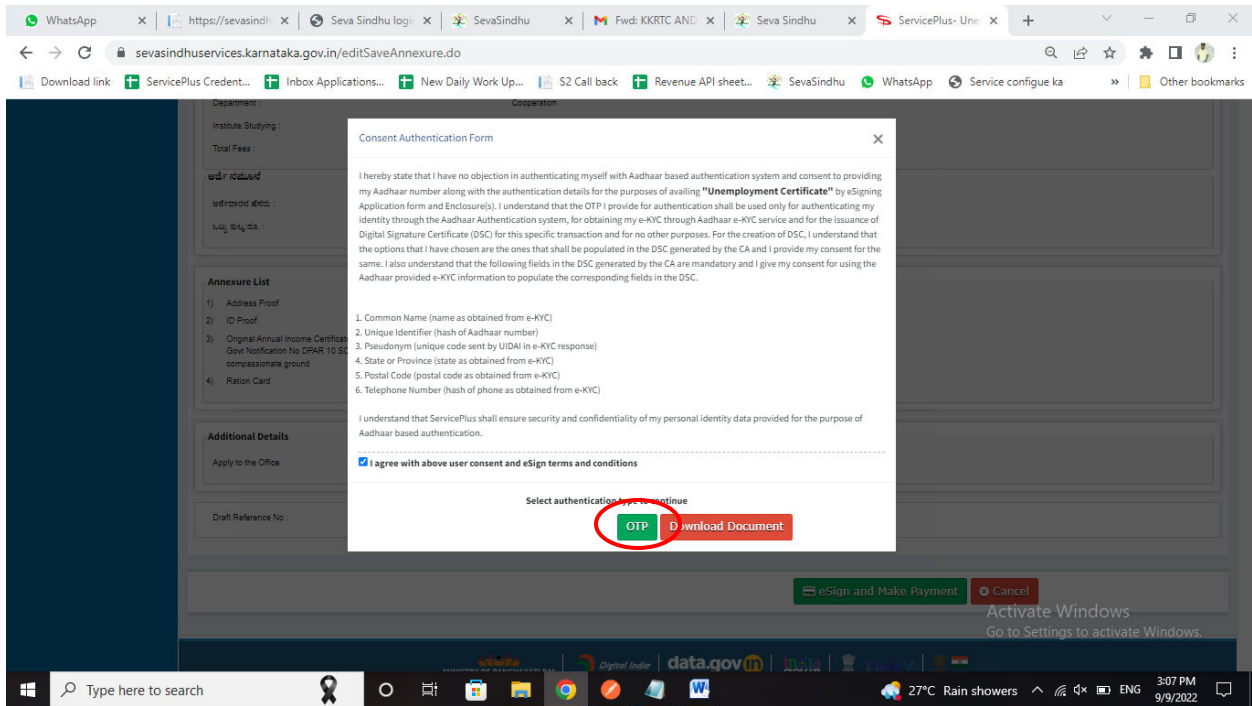 WhatsApp
https://sevasindh
Seva Sindhu logi
SevaSindhu
Fwd: KKRTC AND
Seva Sindhu
ServicePlus- Une
sevasindhuservices.karnataka.gov.in/editSaveAnnexure.do
Download link
ServicePlus Credent...
Inbox Applications...
New Daily Work Up...
S2 Call back
Revenue API sheet...
SevaSindhu
WhatsApp
Service configue ka
»
Other bookmarks
Department :
Cooperation
Institute Studying :
Total Fees :
ಅರ್ಜಿ ನಮೂನೆ
ಅರ್ಜಿದಾರರ ಹೆಸರು :
ಒಟ್ಟು ಶುಲ್ಕ ರೂ. :
Annexure List
1) Address Proof
2) ID Proof
3) Original Annual Income Certificat
Govt Notification No DPAR 10 SC
compassionate ground
4) Ration Card
Additional Details
Apply to the Office
Draft Reference No :
Consent Authentication Form
I hereby state that I have no objection in authenticating myself with Aadhaar based authentication system and consent to providing
my Aadhaar number along with the authentication details for the purposes of availing "Unemployment Certificate" by eSigning
Application form and Enclosure(s). I understand that the OTP I provide for authentication shall be used only for authenticating my
identity through the Aadhaar Authentication system, for obtaining my e-KYC through Aadhaar e-KYC service and for the issuance of
Digital Signature Certificate (DSC) for this specific transaction and for no other purposes. For the creation of DSC, I understand that
the options that I have chosen are the ones that shall be populated in the DSC generated by the CA and I provide my consent for the
same. I also understand that the following fields in the DSC generated by the CA are mandatory and I give my consent for using the
Aadhaar provided e-KYC information to populate the corresponding fields in the DSC.
1. Common Name (name as obtained from e-KYC)
2. Unique Identifier (hash of Aadhaar number)
3. Pseudonym (unique code sent by UIDAI in e-KYC response)
4. State or Province (state as obtained from e-KYC)
5. Postal Code (postal code as obtained from e-KYC)
6. Telephone Number (hash of phone as obtained from e-KYC)
I understand that ServicePlus shall ensure security and confidentiality of my personal identity data provided for the purpose of
Aadhaar based authentication.
I agree with above user consent and eSign terms and conditions
Select authentication type to continue
OTP
Download Document
eSign and Make Payment
Cancel
Activate Windows
Go to Settings to activate Windows.
Digital India
data.gov in
india
Type here to search
27°C Rain showers
ENG
3:07 PM
9/9/2022